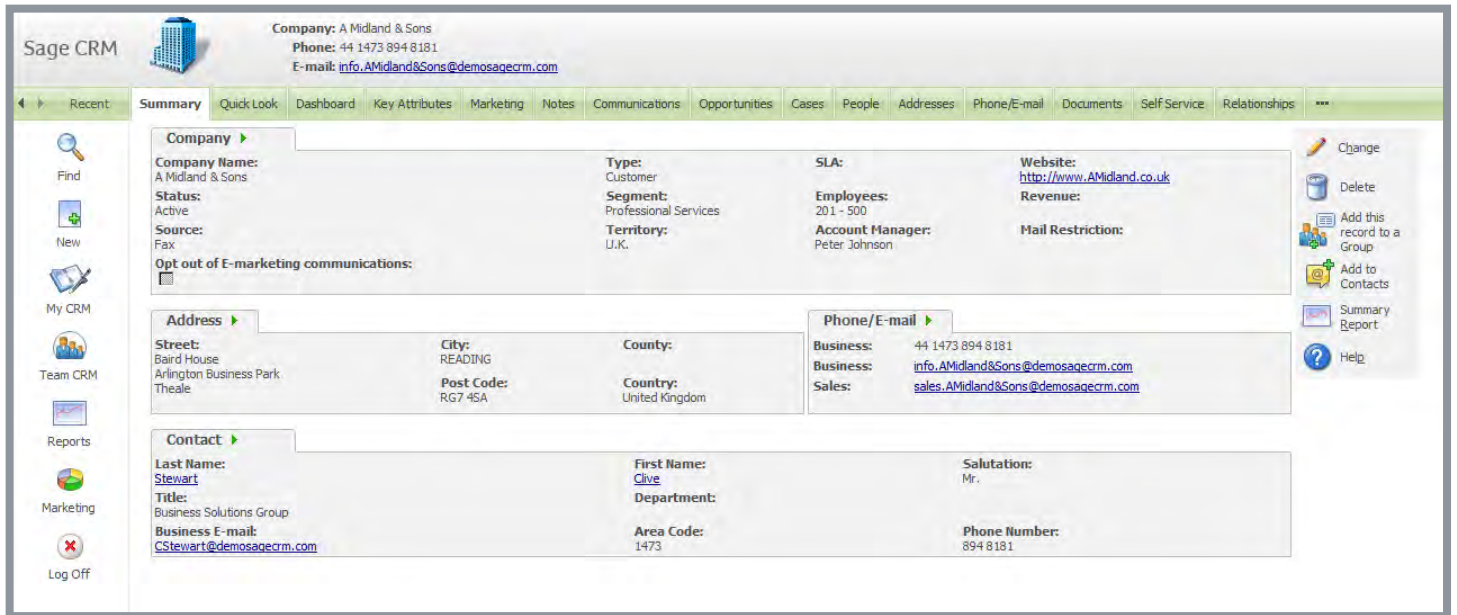 Sage CRM
Company: A Midland & Sons
Phone: 44 1473 894 8181
E-mail: info.AMidland&Sons@demosagecrm.com
Recent Summary Quick Look Dashboard Key Attributes Marketing Notes Communications Opportunities Cases People Addresses Phone/E-mail Documents Self Service Relationships
Find
New
My CRM
Team CRM
Reports
Marketing
Log Off
Company
Company Name: Type: SLA: Website:
A Midland & Sons Customer http://www.AMidland.co.uk
Status: Segment: Employees: Revenue:
Active Professional Services 201 - 500
Source: Territory: Account Manager: Mail Restriction:
Fax U.K. Peter Johnson
Opt out of E-marketing communications:
Address
Street: City: County:
Baird House READING
Arlington Business Park
Theale
Post Code: Country:
RG7 4SA United Kingdom
Phone/E-mail
Business: 44 1473 894 8181
Business: info.AMidland&Sons@demosagecrm.com
Sales: sales.AMidland&Sons@demosagecrm.com
Contact
Last Name: First Name: Salutation:
Stewart Clive Mr.
Title: Department:
Business Solutions Group
Business E-mail: Area Code: Phone Number:
CStewart@demosagecrm.com 1473 894 8181
Change
Delete
Add this
record to a
Group
Add to
Contacts
Summary
Report
Help